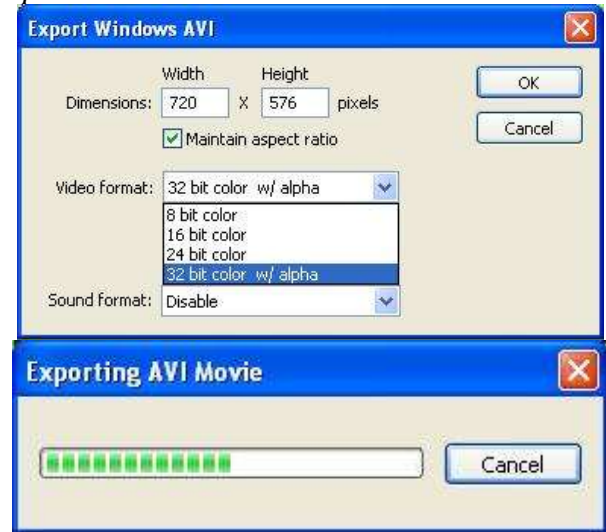 Export Windows AVI
Width Height
Dimensions: 720 X 576 pixels
OK
Maintain aspect ratio
Cancel
Video format: 32 bit color w/ alpha
8 bit color
16 bit color
24 bit color
32 bit color w/ alpha
Sound format: Disable
Exporting AVI Movie
Cancel